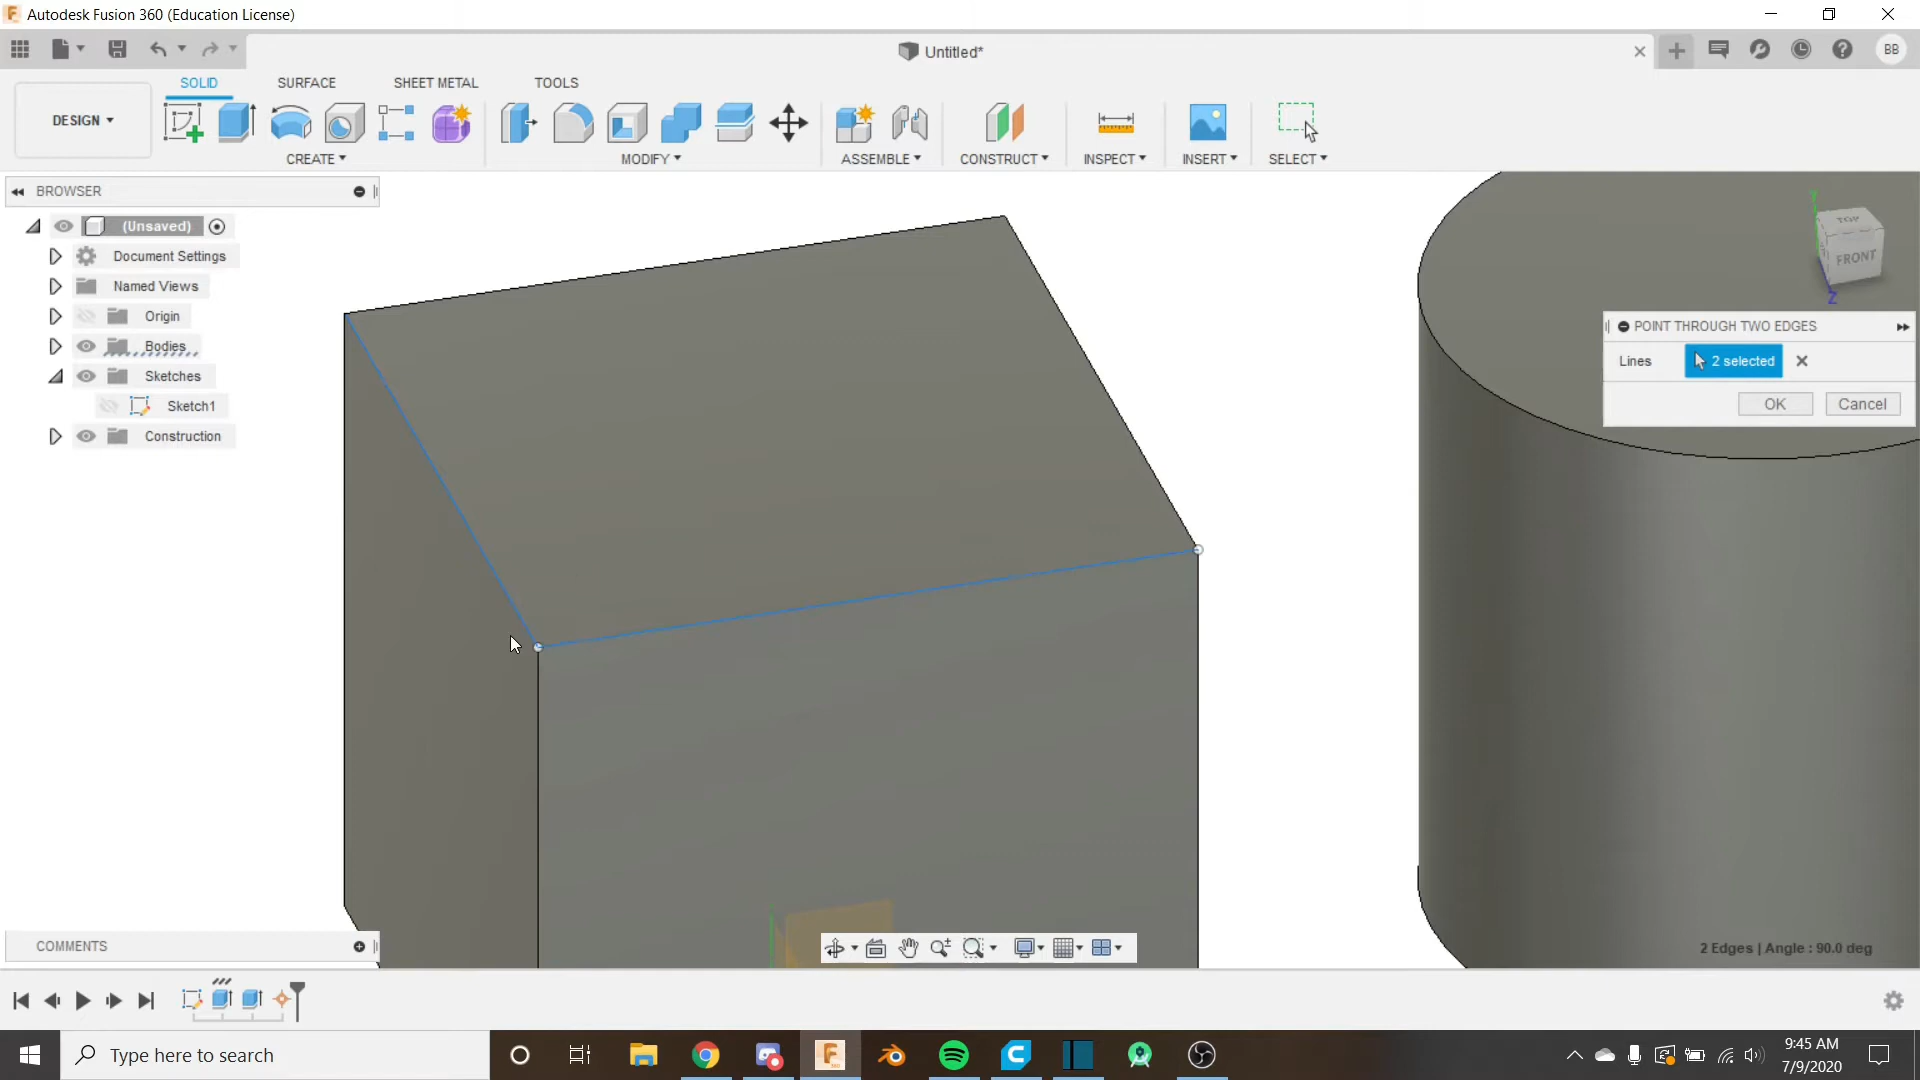 Autodesk Fusion 360 (Education License)
Untitled*
BB
DESIGN
SOLID
SURFACE
SHEET METAL
TOOLS
CREATE
MODIFY
ASSEMBLE
CONSTRUCT
INSPECT
INSERT
SELECT
BROWSER
(Unsaved)
Document Settings
Named Views
Origin
Bodies
Sketches
Sketch1
Construction
Y
TOP
FRONT
Z
POINT THROUGH TWO EDGES
Lines
2 selected
OK
Cancel
2 Edges | Angle : 90.0 deg
COMMENTS
Type here to search
9:45 AM
7/9/2020